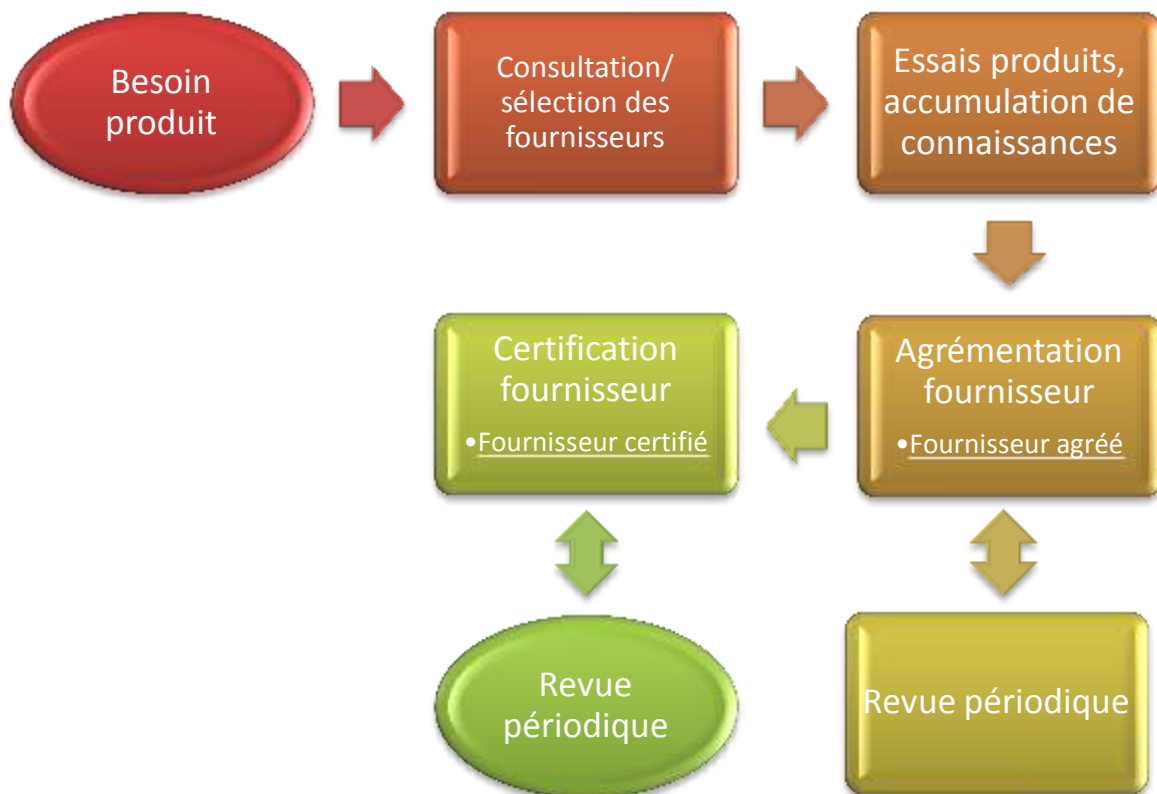 Besoin
produit
Consultation/
sélection des
fournisseurs
Essais produits,
accumulation de
connaissances
Agrémentation
fournisseur
•Fournisseur agréé
Certification
fournisseur
•Fournisseur certifié
Revue
périodique
Revue périodique